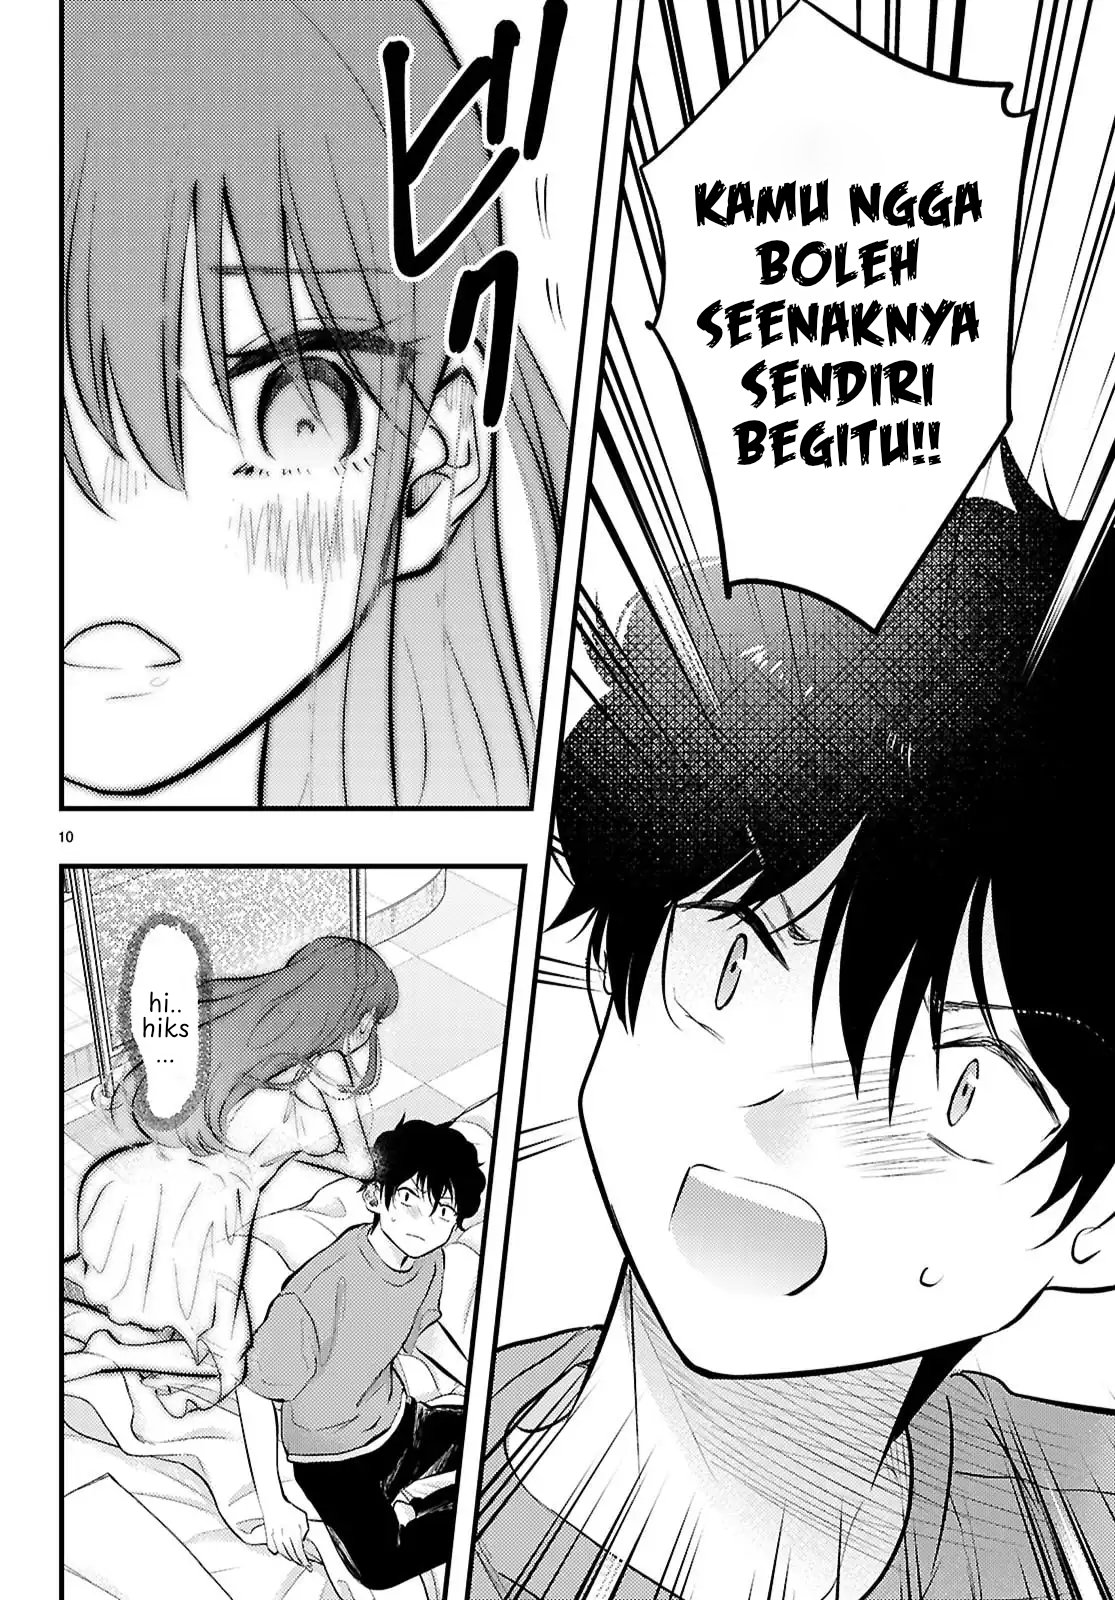 KAMU NGGA
BOLEH
SEENAKNYA
SENDIRI
BEGITU!!
ビクッ
10
hi..
hiks
...